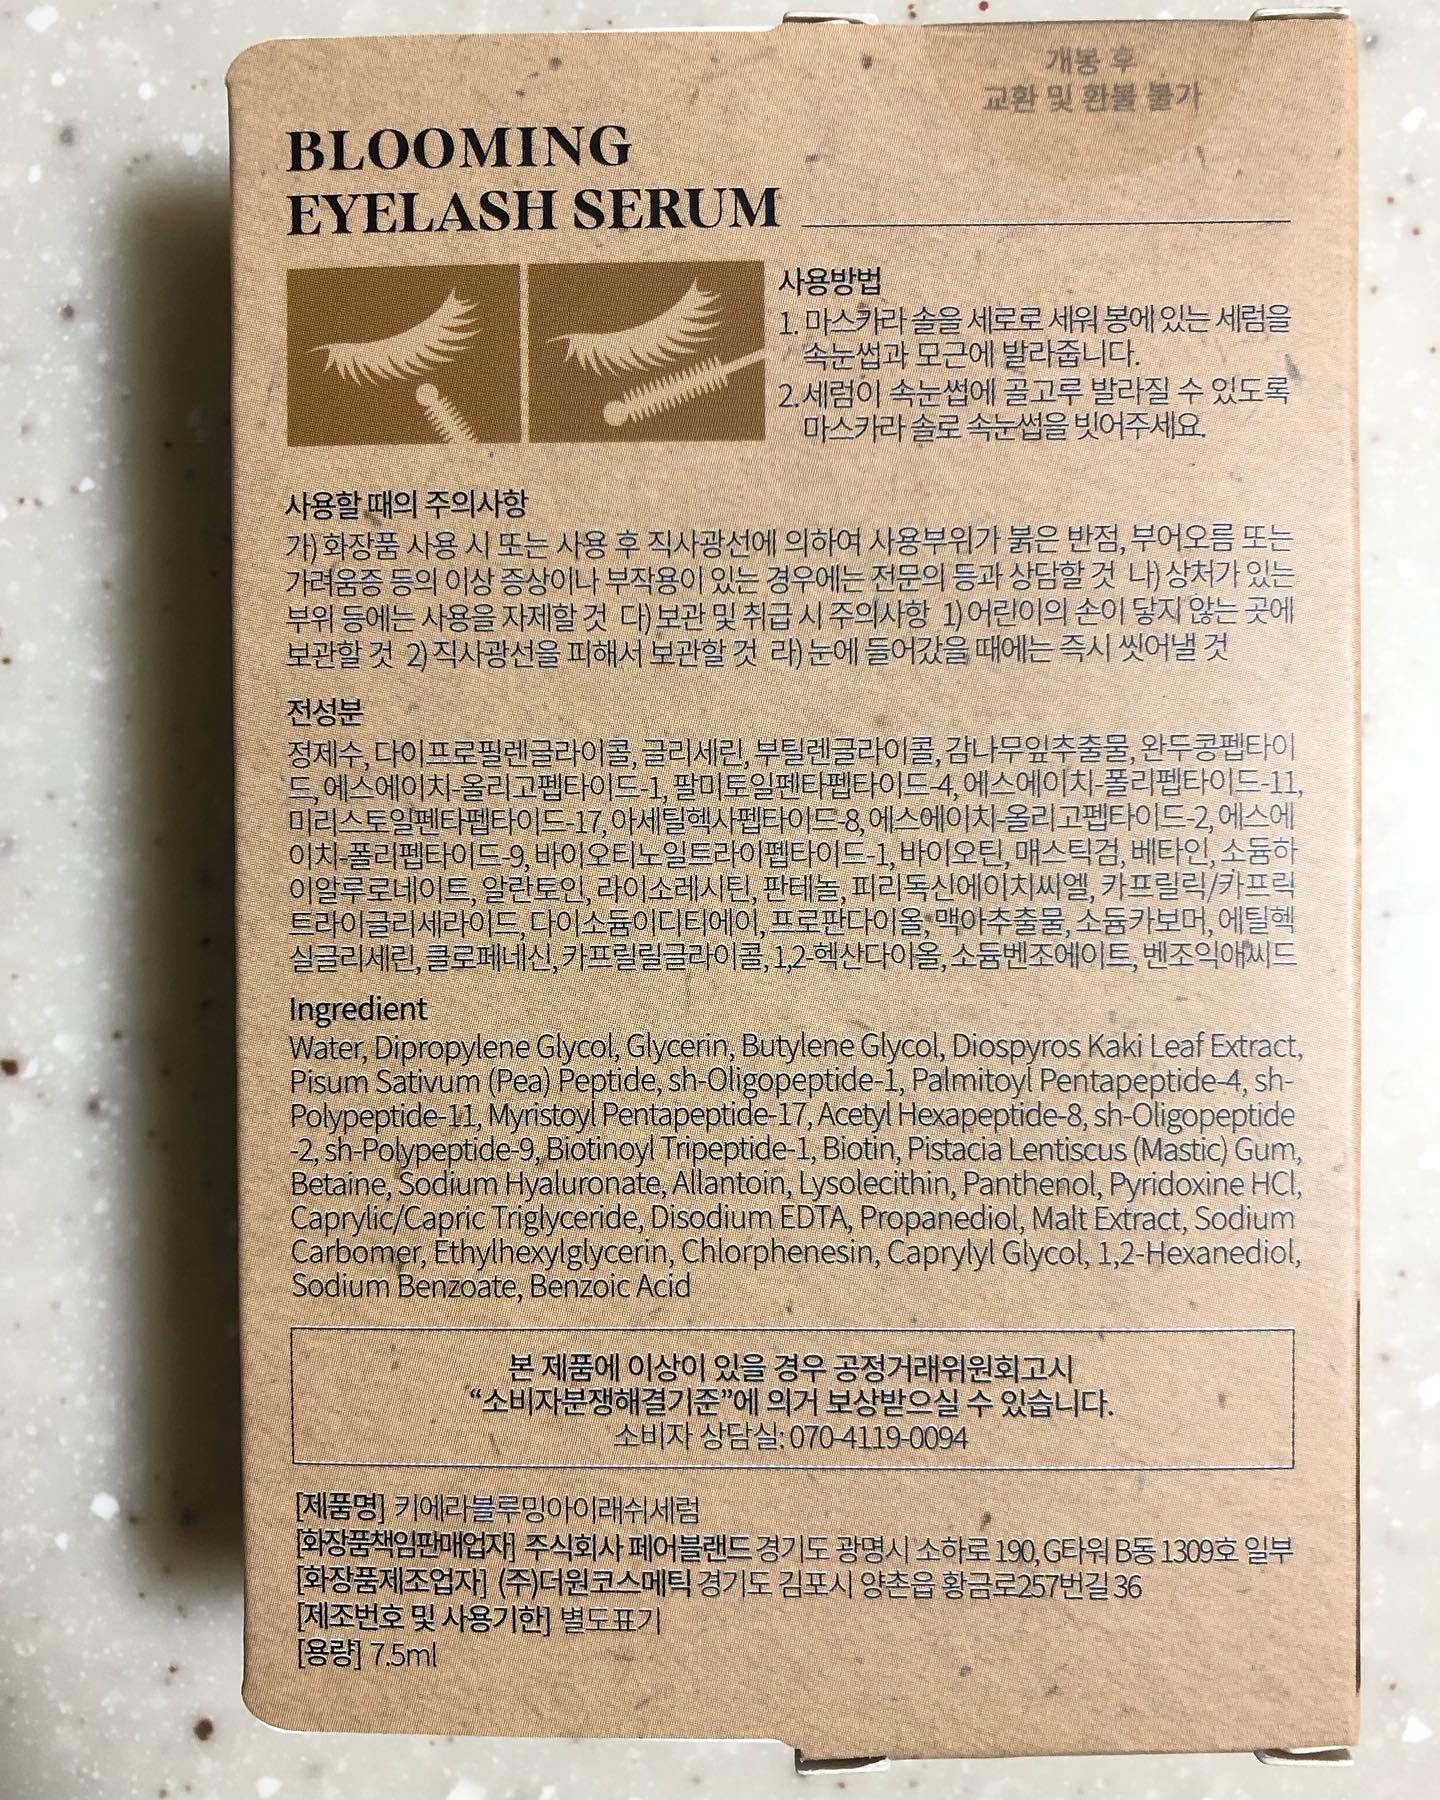 개봉 후
교환 및 환불 불가
BLOOMING
EYELASH SERUM
사용방법
1. 마스카라 솔을 세로로 세워 봉에 있는 세럼을
속눈썹과 모근에 발라줍니다.
2. 세럼이 속눈썹에 골고루 발라질 수 있도록
마스카라 솔로 속눈썹을 빗어주세요.
사용할 때의 주의사항
가) 화장품 사용 시 또는 사용 후 직사광선에 의하여 사용부위가 붉은 반점, 부어오름 또는
가려움증 등의 이상 증상이나 부작용이 있는 경우에는 전문의 등과 상담할 것 나) 상처가 있는
부위 등에는 사용을 자제할 것 다) 보관 및 취급 시 주의사항 1) 어린이의 손이 닿지 않는 곳에
보관할 것 2) 직사광선을 피해서 보관할 것 라) 눈에 들어갔을 때에는 즉시 씻어낼 것
전성분
정제수, 다이프로필렌글라이콜, 글리세린, 부틸렌글라이콜, 감나무잎추출물, 완두콩펩타이
드, 에스에이치-올리고펩타이드-1, 팔미토일펜타펩타이드-4, 에스에이치-폴리펩타이드-11,
미리스토일펜타펩타이드-17, 아세틸헥사펩타이드-8, 에스에이치-올리고펩타이드-2, 에스에
이치-폴리펩타이드-9, 바이오티노일트라이펩타이드-1, 바이오틴, 매스틱검, 베타인, 소듐하
이알루로네이트, 알란토인, 라이소레시틴, 판테놀, 피리독신에이치씨엘, 카프릴릭/카프릭
트라이글리세라이드, 다이소듐이디티에이, 프로판다이올, 맥아추출물, 소듐카보머, 에틸헥
실글리세린, 클로페네신, 카프릴릴글라이콜, 1,2-헥산다이올, 소듐벤조에이트, 벤조익애씨드
Ingredient
Water, Dipropylene Glycol, Glycerin, Butylene Glycol, Diospyros Kaki Leaf Extract,
Pisum Sativum (Pea) Peptide, sh-Oligopeptide-1, Palmitoyl Pentapeptide-4, sh-
Polypeptide-11, Myristoyl Pentapeptide-17, Acetyl Hexapeptide-8, sh-Oligopeptide
-2, sh-Polypeptide-9, Biotinoyl Tripeptide-1, Biotin, Pistacia Lentiscus (Mastic) Gum,
Betaine, Sodium Hyaluronate, Allantoin, Lysolecithin, Panthenol, Pyridoxine HCl,
Caprylic/Capric Triglyceride, Disodium EDTA, Propanediol, Malt Extract, Sodium
Carbomer, Ethylhexylglycerin, Chlorphenesin, Caprylyl Glycol, 1,2-Hexanediol,
Sodium Benzoate, Benzoic Acid
본 제품에 이상이 있을 경우 공정거래위원회고시
“소비자분쟁해결기준”에 의거 보상받으실 수 있습니다.
소비자 상담실: 070-4119-0094
[제품명] 키에라블루밍아이래쉬세럼
[화장품책임판매업자] 주식회사 페어블랜드 경기도 광명시 소하로 190, G타워 B동 1309호 일부
[화장품제조업자] (주)더원코스메틱 경기도 김포시 양촌읍 황금로257번길 36
[제조번호 및 사용기한] 별도표기
[용량] 7.5ml